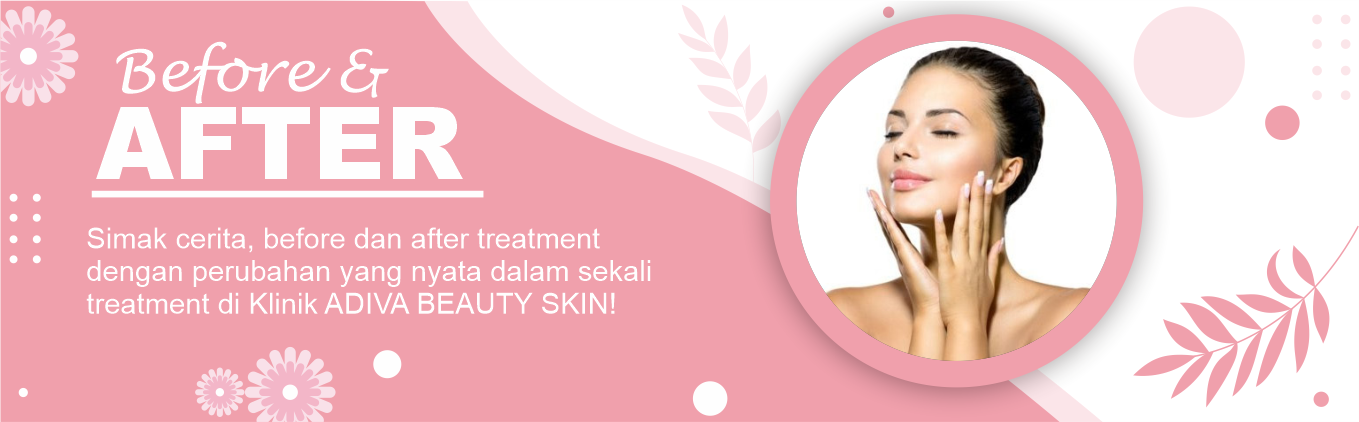 Before &
AFTER
Simak cerita, before dan after treatment
dengan perubahan yang nyata dalam sekali
treatment di Klinik ADIVA BEAUTY SKIN!